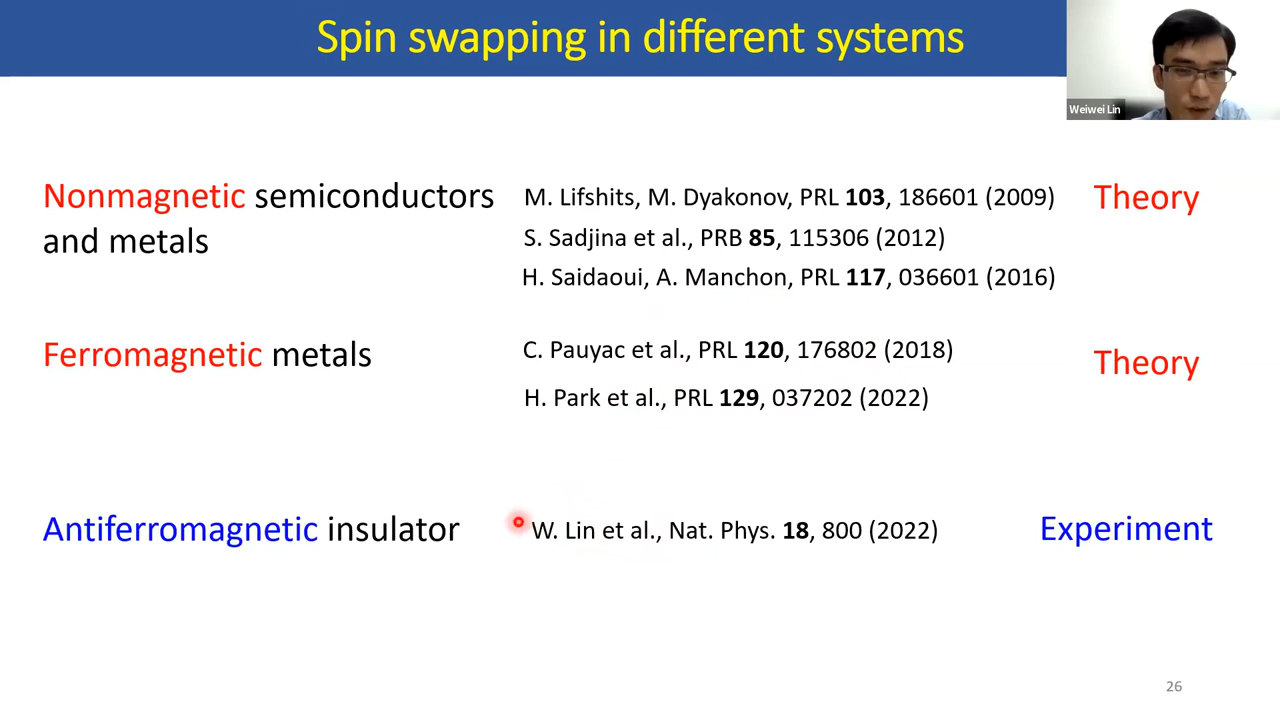 Spin swapping in different systems
Weiwei Lin
Nonmagnetic semiconductors
and metals
M. Lifshits, M. Dyakonov, PRL 103, 186601 (2009)
S. Sadjina et al., PRB 85, 115306 (2012)
H. Saidaoui, A. Manchon, PRL 117, 036601 (2016)
Theory
Ferromagnetic metals
C. Pauyac et al., PRL 120, 176802 (2018)
H. Park et al., PRL 129, 037202 (2022)
Theory
Antiferromagnetic insulator
W. Lin et al., Nat. Phys. 18, 800 (2022)
Experiment
26